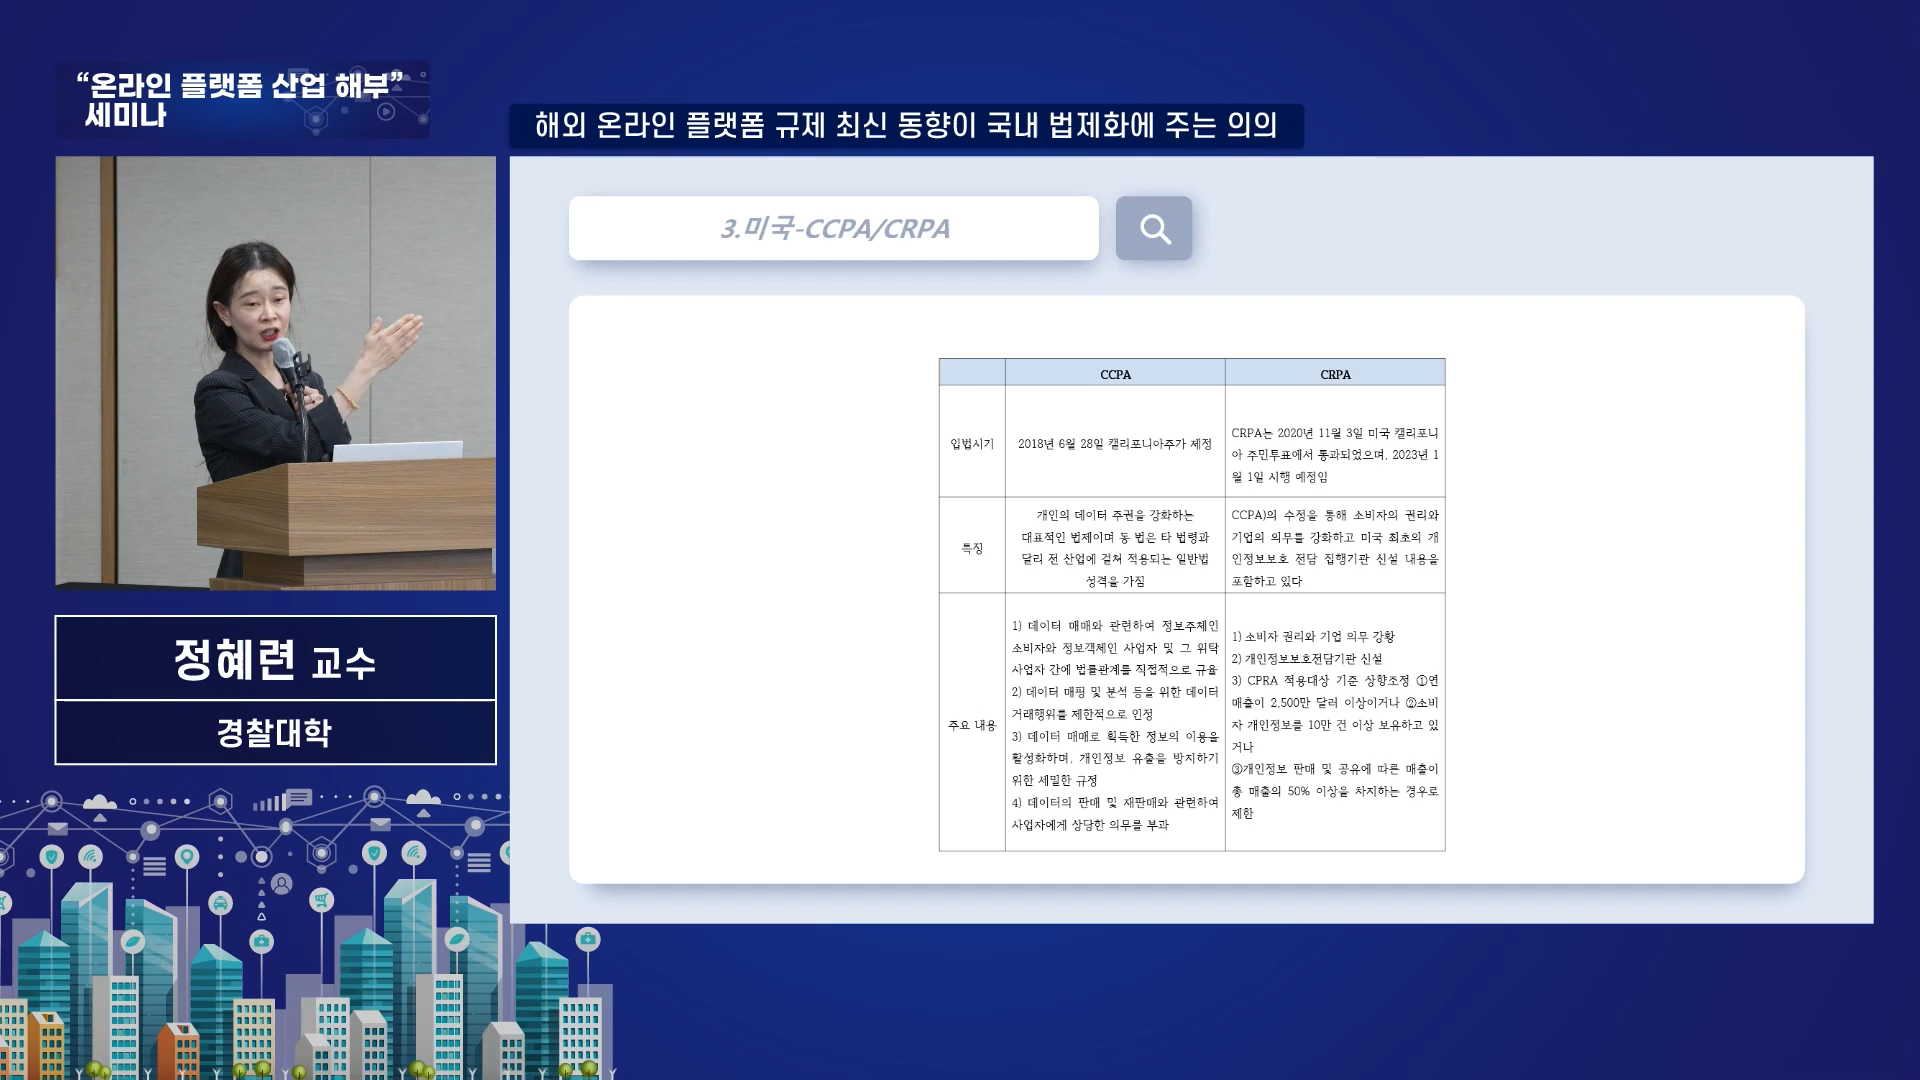 “온라인 플랫폼 산업 해부”
세미나
해외 온라인 플랫폼 규제 최신 동향이 국내 법제화에 주는 의의
3.미국-CCPA/CRPA
CCPA
CRPA
입법시기
2018년 6월 28일 캘리포니아주가 제정
CRPA는 2020년 11월 3일 미국 캘리포니
아 주민투표에서 통과되었으며, 2023년 1
월 1일 시행 예정임
특징
개인의 데이터 주권을 강화하는
대표적인 법제이며 동 법은 타 법령과
달리 전 산업에 걸쳐 적용되는 일반법
성격을 가짐
CCPA)의 수정을 통해 소비자의 권리와
기업의 의무를 강화하고 미국 최초의 개
인정보보호 전담 집행기관 신설 내용을
포함하고 있다
주요 내용
1) 데이터 매매와 관련하여 정보주체인
소비자와 정보객체인 사업자 및 그 위탁
사업자 간에 법률관계를 직접적으로 규율
2) 데이터 매핑 및 분석 등을 위한 데이터
거래행위를 제한적으로 인정
3) 데이터 매매로 획득한 정보의 이용을
활성화하며, 개인정보 유출을 방지하기
위한 세밀한 규정
4) 데이터의 판매 및 재판매와 관련하여
사업자에게 상당한 의무를 부과
1) 소비자 권리와 기업 의무 강황
2) 개인정보보호전담기관 신설
3) CPRA 적용대상 기준 상향조정 ①연
매출이 2,500만 달러 이상이거나 ②소비
자 개인정보를 10만 건 이상 보유하고 있
거나
③개인정보 판매 및 공유에 따른 매출이
총 매출의 50% 이상을 차지하는 경우로
제한
정혜련 교수
경찰대학